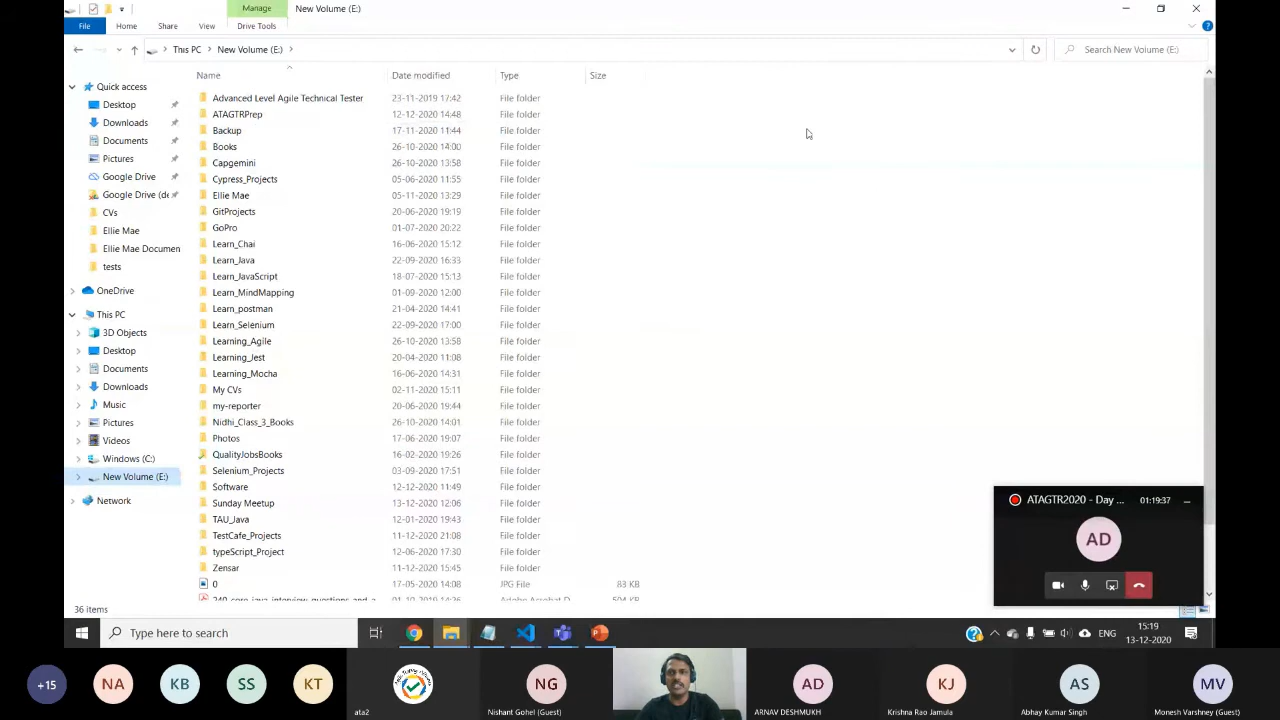 Manage
New Volume (E:)
File
Home
Share
View
Drive Tools
This PC
New Volume (E:)
Search New Volume (E:)
Name
Date modified
Type
Size
Quick access
Desktop
Downloads
Documents
Pictures
Google Drive
Google Drive (de
CVs
Ellie Mae
Ellie Mae Documen
tests
OneDrive
This PC
3D Objects
Desktop
Documents
Downloads
Music
Pictures
Videos
Windows (C:)
New Volume (E:)
Network
Advanced Level Agile Technical Tester 23-11-2019 17:42 File folder
ATAGTRPrep 12-12-2020 14:48 File folder
Backup 17-11-2020 11:44 File folder
Books 26-10-2020 14:00 File folder
Capgemini 26-10-2020 13:58 File folder
Cypress_Projects 05-06-2020 11:55 File folder
Ellie Mae 05-11-2020 13:29 File folder
GitProjects 20-06-2020 19:19 File folder
GoPro 01-07-2020 20:22 File folder
Learn_Chai 16-06-2020 15:12 File folder
Learn_Java 22-09-2020 16:33 File folder
Learn_JavaScript 18-07-2020 15:13 File folder
Learn_MindMapping 01-09-2020 12:00 File folder
Learn_postman 21-04-2020 14:41 File folder
Learn_Selenium 22-09-2020 17:00 File folder
Learning_Agile 26-10-2020 13:58 File folder
Learning_Jest 20-04-2020 11:08 File folder
Learning_Mocha 16-06-2020 14:31 File folder
My CVs 02-11-2020 15:11 File folder
my-reporter 20-06-2020 19:44 File folder
Nidhi_Class_3_Books 26-10-2020 14:01 File folder
Photos 17-06-2020 19:07 File folder
QualityJobsBooks 16-02-2020 19:26 File folder
Selenium_Projects 03-09-2020 17:51 File folder
Software 12-12-2020 11:49 File folder
Sunday Meetup 13-12-2020 12:06 File folder
TAU_Java 12-01-2020 19:43 File folder
TestCafe_Projects 11-12-2020 21:08 File folder
typeScript_Project 12-06-2020 17:30 File folder
Zensar 11-12-2020 15:45 File folder
0 17-05-2020 14:08 JPG File 83 KB
240_core_java_interview_questions_and_a 01-10-2019 14:26 Adobe Acrobat D 504 KB
36 items
ATAGTR2020 - Day ... 01:19:37
AD
Type here to search
ENG
15:19
13-12-2020
+15
NA
KB
SS
KT
ata2
NG
Nishant Gohel (Guest)
AD
ARNAV DESHMUKH
KJ
Krishna Rao Jamula
AS
Abhay Kumar Singh
MV
Monesh Varshney (Guest)